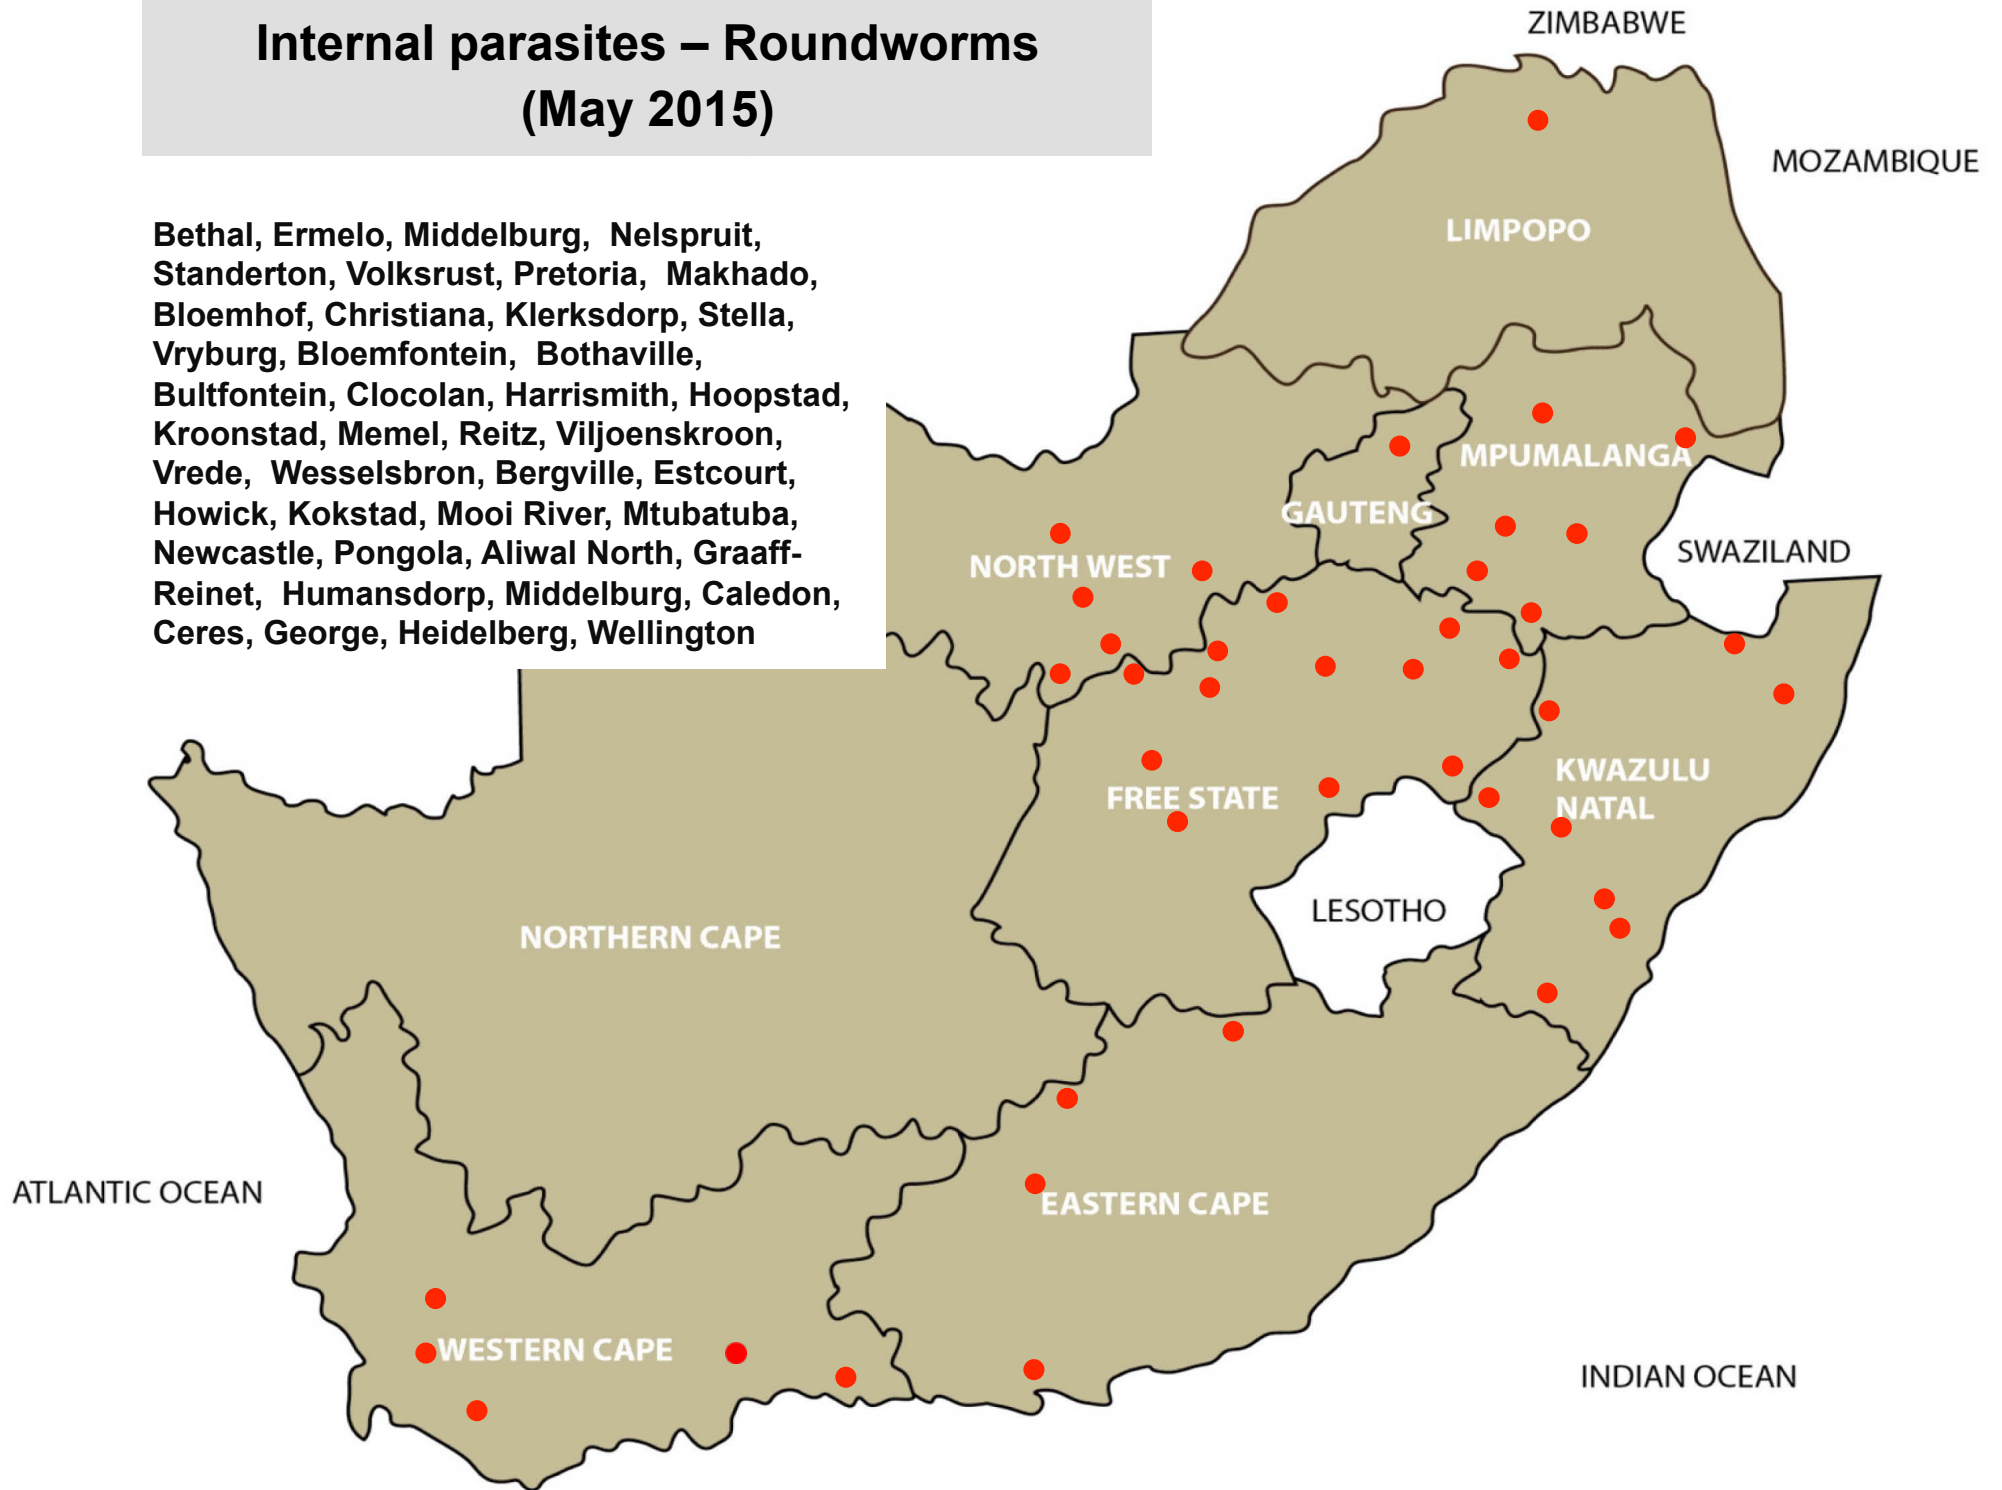 Internal parasites – Roundworms
(May 2015)
Bethal, Ermelo, Middelburg, Nelspruit,
Standerton, Volksrust, Pretoria, Makhado,
Bloemhof, Christiana, Klerksdorp, Stella,
Vryburg, Bloemfontein, Bothaville,
Bultfontein, Clocolan, Harrismith, Hoopstad,
Kroonstad, Memel, Reitz, Viljoenskroon,
Vrede, Wesselsbron, Bergville, Estcourt,
Howick, Kokstad, Mooi River, Mtubatuba,
Newcastle, Pongola, Aliwal North, Graaff-
Reinet, Humansdorp, Middelburg, Caledon,
Ceres, George, Heidelberg, Wellington
ZIMBABWE
MOZAMBIQUE
LIMPOPO
MPUMALANGA
GAUTENG
SWAZILAND
NORTH WEST
KWAZULU
NATAL
FREE STATE
LESOTHO
NORTHERN CAPE
ATLANTIC OCEAN
EASTERN CAPE
WESTERN CAPE
INDIAN OCEAN